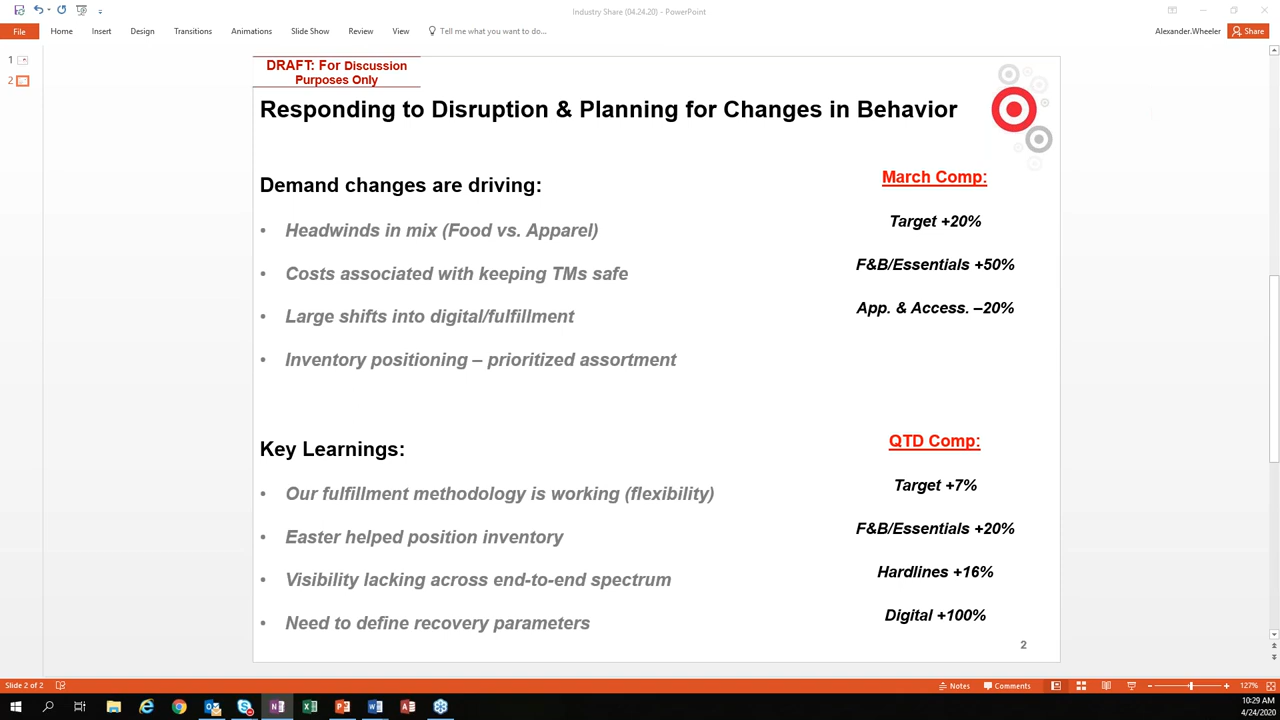 Industry Share (04.24.20) - PowerPoint
File Home Insert Design Transitions Animations Slide Show Review View Tell me what you want to do... Alexander.Wheeler Share
1
2
DRAFT: For Discussion
Purposes Only
Responding to Disruption & Planning for Changes in Behavior
Demand changes are driving:
• Headwinds in mix (Food vs. Apparel)
• Costs associated with keeping TMs safe
• Large shifts into digital/fulfillment
• Inventory positioning – prioritized assortment
March Comp:
Target +20%
F&B/Essentials +50%
App. & Access. –20%
Key Learnings:
• Our fulfillment methodology is working (flexibility)
• Easter helped position inventory
• Visibility lacking across end-to-end spectrum
• Need to define recovery parameters
QTD Comp:
Target +7%
F&B/Essentials +20%
Hardlines +16%
Digital +100%
2
Slide 2 of 2 Notes Comments 127%
10:29 AM
4/24/2020